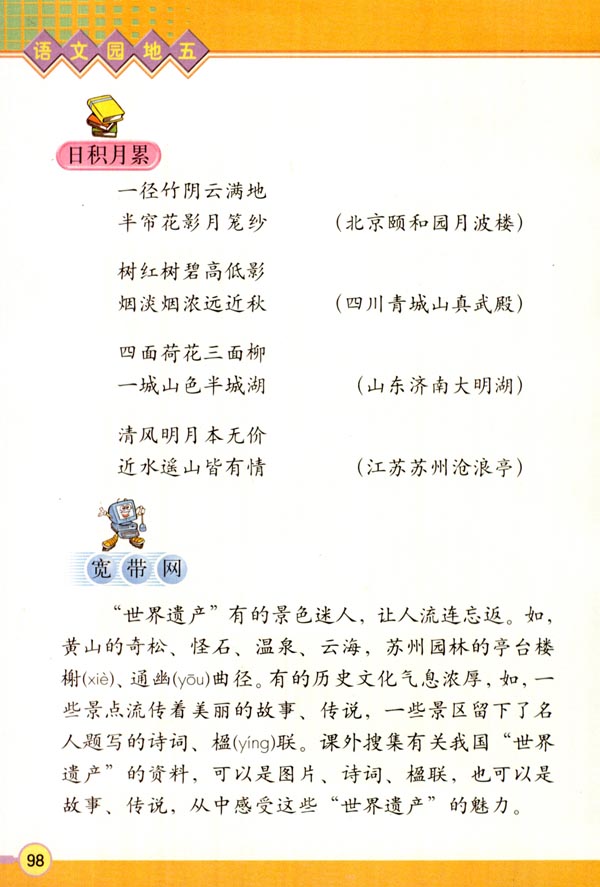 语文园地五
日积月累
一径竹阴云满地
半帘花影月笼纱 （北京颐和园月波楼）
树红树碧高低影
烟淡烟浓远近秋 （四川青城山真武殿）
四面荷花三面柳
一城山色半城湖 （山东济南大明湖）
清风明月本无价
近水遥山皆有情 （江苏苏州沧浪亭）
宽带网
“世界遗产”有的景色迷人，让人流连忘返。如，
黄山的奇松、怪石、温泉、云海，苏州园林的亭台楼
榭(xiè)、通幽(yōu)曲径。有的历史文化气息浓厚，如，一
些景点流传着美丽的故事、传说，一些景区留下了名
人题写的诗词、楹(yíng)联。课外搜集有关我国“世界
遗产”的资料，可以是图片、诗词、楹联，也可以是
故事、传说，从中感受这些“世界遗产”的魅力。
98